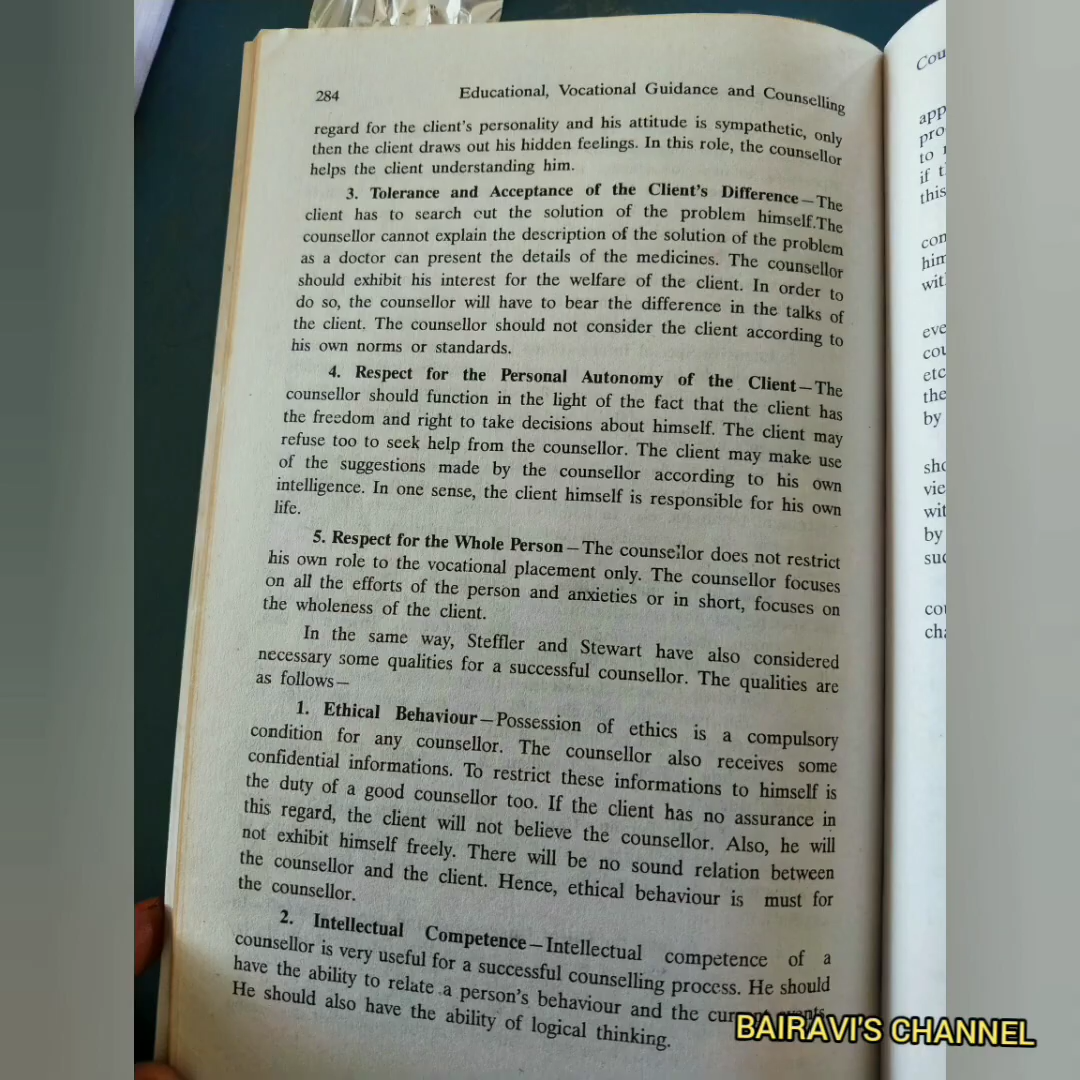 284 Educational, Vocational Guidance and Counselling
regard for the client's personality and his attitude is sympathetic, only
then the client draws out his hidden feelings. In this role, the counsellor
helps the client understanding him.
3. Tolerance and Acceptance of the Client's Difference—The
client has to search out the solution of the problem himself.The
counsellor cannot explain the description of the solution of the problem
as a doctor can present the details of the medicines. The counsellor
should exhibit his interest for the welfare of the client. In order to
do so, the counsellor will have to bear the difference in the talks of
the client. The counsellor should not consider the client according to
his own norms or standards.
4. Respect for the Personal Autonomy of the Client—The
counsellor should function in the light of the fact that the client has
the freedom and right to take decisions about himself. The client may
refuse too to seek help from the counsellor. The client may make use
of the suggestions made by the counsellor according to his own
intelligence. In one sense, the client himself is responsible for his own
life.
5. Respect for the Whole Person—The counsellor does not restrict
his own role to the vocational placement only. The counsellor focuses
on all the efforts of the person and anxieties or in short, focuses on
the wholeness of the client.
In the same way, Steffler and Stewart have also considered
necessary some qualities for a successful counsellor. The qualities are
as follows—
1. Ethical Behaviour—Possession of ethics is a compulsory
condition for any counsellor. The counsellor also receives some
confidential informations. To restrict these informations to himself is
the duty of a good counsellor too. If the client has no assurance in
this regard, the client will not believe the counsellor. Also, he will
not exhibit himself freely. There will be no sound relation between
the counsellor and the client. Hence, ethical behaviour is must for
the counsellor.
2. Intellectual Competence—Intellectual competence of a
counsellor is very useful for a successful counselling process. He should
have the ability to relate a person's behaviour and the
He should also have the ability of logical thinking.
BAIRAVI'S CHANNEL